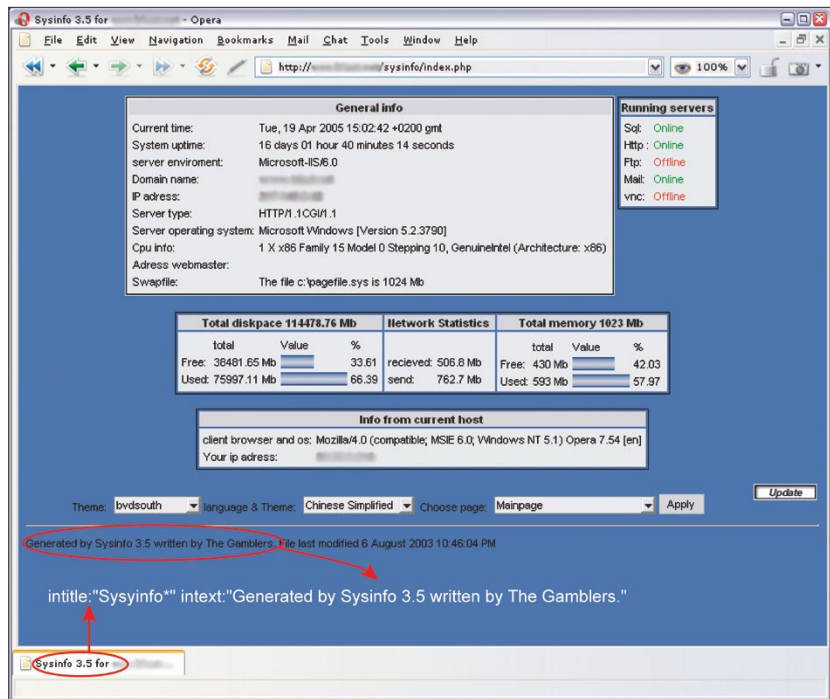 Sysinfo 3.5 for - Opera
File Edit View Navigation Bookmarks Mail Chat Tools Window Help
http:// /sysinfo/index.php 100%
General info
Current time: Tue, 19 Apr 2005 15:02:42 +0200 gmt
System uptime: 16 days 01 hour 40 minutes 14 seconds
server enviroment: Microsoft-IIS/6.0
Domain name:
IP adress:
Server type: HTTP/1.1CGI/1.1
Server operating system: Microsoft Windows [Version 5.2.3790]
Cpu info: 1 X x86 Family 15 Model 0 Stepping 10, GenuineIntel (Architecture: x86)
Adress webmaster:
Swapfile: The file c:\pagefile.sys is 1024 Mb
Running servers
Sql: Online
Http : Online
Ftp: Offline
Mail: Online
vnc: Offline
Total diskpace 114478.76 Mb
total Value %
Free: 38481.65 Mb 33.61
Used: 75997.11 Mb 66.39
Network Statistics
recieved: 506.8 Mb
send: 762.7 Mb
Total memory 1023 Mb
total Value %
Free: 430 Mb 42.03
Used: 593 Mb 57.97
Info from current host
client browser and os: Mozilla/4.0 (compatible; MSIE 6.0; Windows NT 5.1) Opera 7.54 [en]
Your ip adress:
Update
Theme: bvdsouth language & Theme: Chinese Simplified Choose page: Mainpage Apply
Generated by Sysinfo 3.5 written by The Gamblers. File last modified 6 August 2003 10:46:04 PM
intitle:"Sysyinfo*" intext:"Generated by Sysinfo 3.5 written by The Gamblers."
Sysinfo 3.5 for